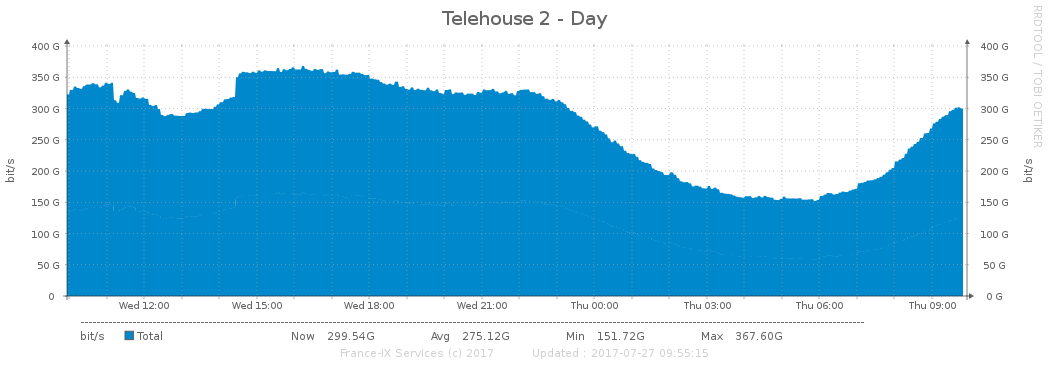 Telehouse 2 - Day
RRDTOOL / TOBI OETIKER
bit/s
400 G 400 G
350 G 350 G
300 G 300 G
250 G 250 G
200 G 200 G
150 G 150 G
100 G 100 G
50 G 50 G
0 0 G
bit/s
Wed 12:00 Wed 15:00 Wed 18:00 Wed 21:00 Thu 00:00 Thu 03:00 Thu 06:00 Thu 09:00
bit/s Total Now 299.54G Avg 275.12G Min 151.72G Max 367.60G
France-IX Services (c) 2017 Updated : 2017-07-27 09:55:15